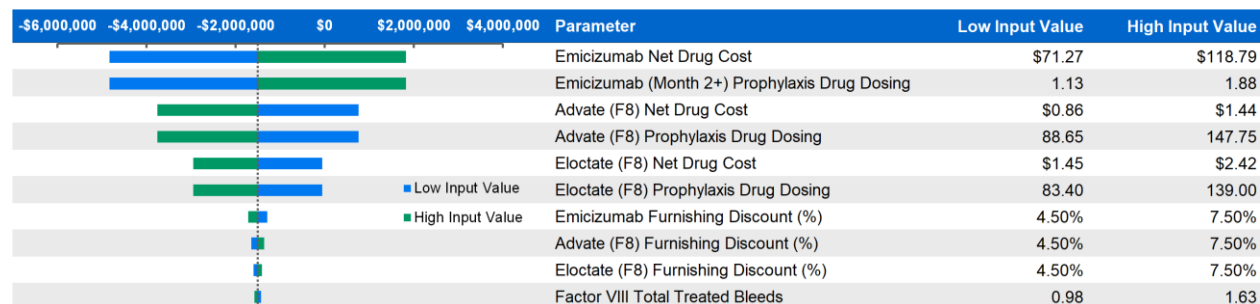 -$6,000,000 -$4,000,000 -$2,000,000 $0 $2,000,000 $4,000,000 Parameter Low Input Value High Input Value
Emicizumab Net Drug Cost $71.27 $118.79
Emicizumab (Month 2+) Prophylaxis Drug Dosing 1.13 1.88
Advate (F8) Net Drug Cost $0.86 $1.44
Advate (F8) Prophylaxis Drug Dosing 88.65 147.75
Eloctate (F8) Net Drug Cost $1.45 $2.42
Low Input Value Eloctate (F8) Prophylaxis Drug Dosing 83.40 139.00
High Input Value Emicizumab Furnishing Discount (%) 4.50% 7.50%
Advate (F8) Furnishing Discount (%) 4.50% 7.50%
Eloctate (F8) Furnishing Discount (%) 4.50% 7.50%
Factor VIII Total Treated Bleeds 0.98 1.63